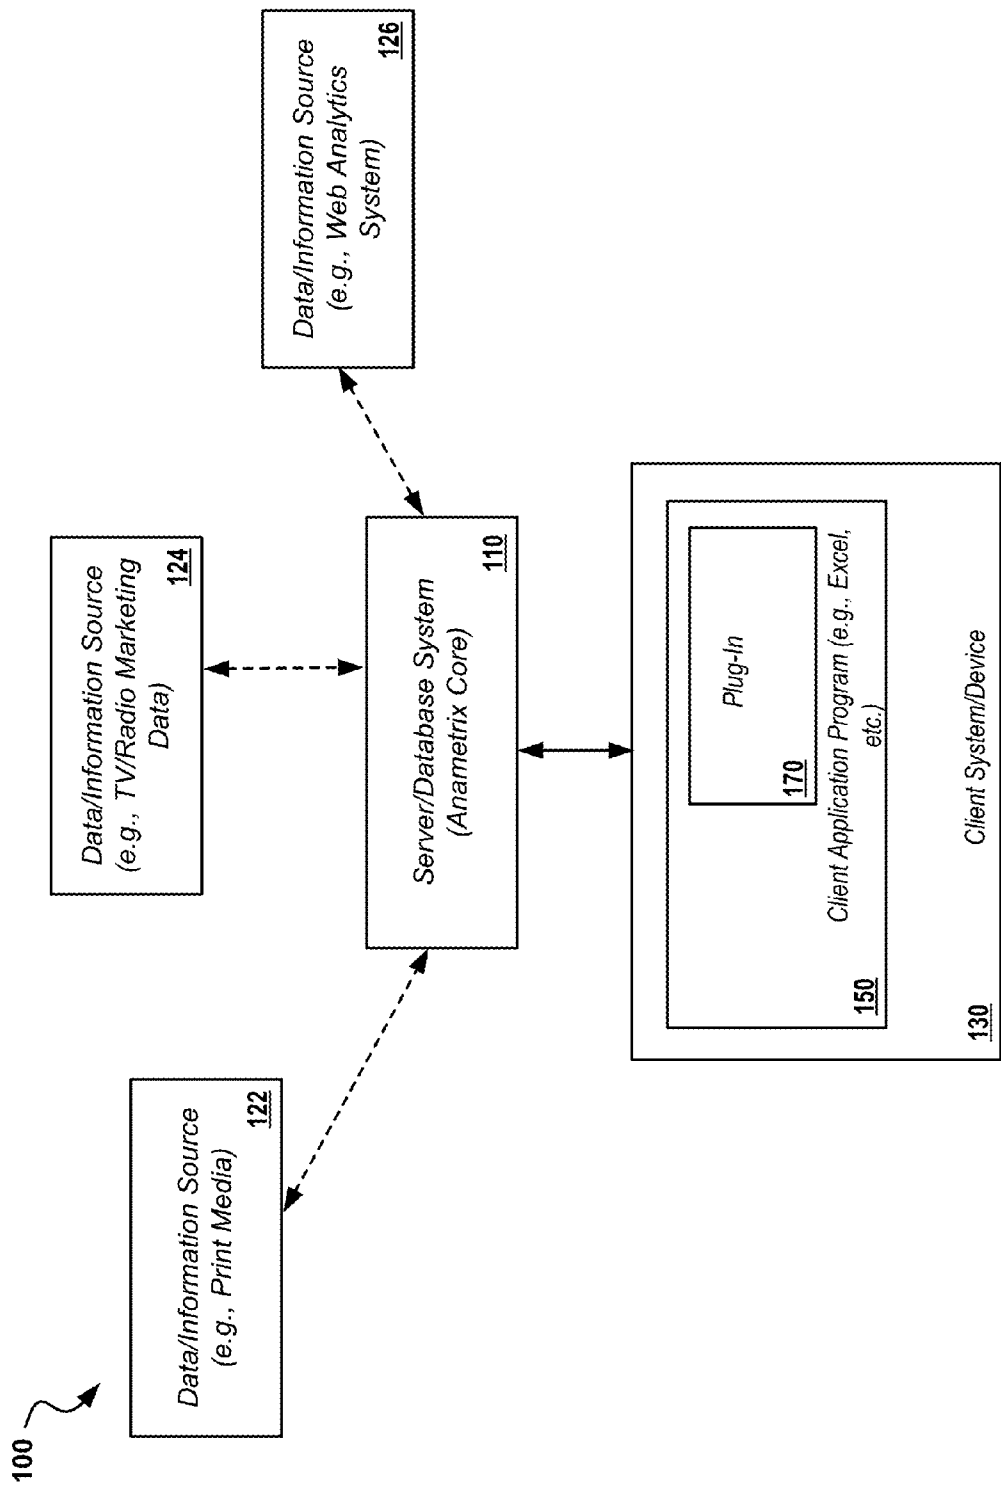 100
Data/Information Source
(e.g., Print Media)
122
Data/Information Source
(e.g., TV/Radio Marketing
Data)
124
Data/Information Source
(e.g., Web Analytics
System)
126
Server/Database System
(Anametrix Core)
110
Plug-In
170
Client Application Program (e.g., Excel,
etc.)
150
Client System/Device
130